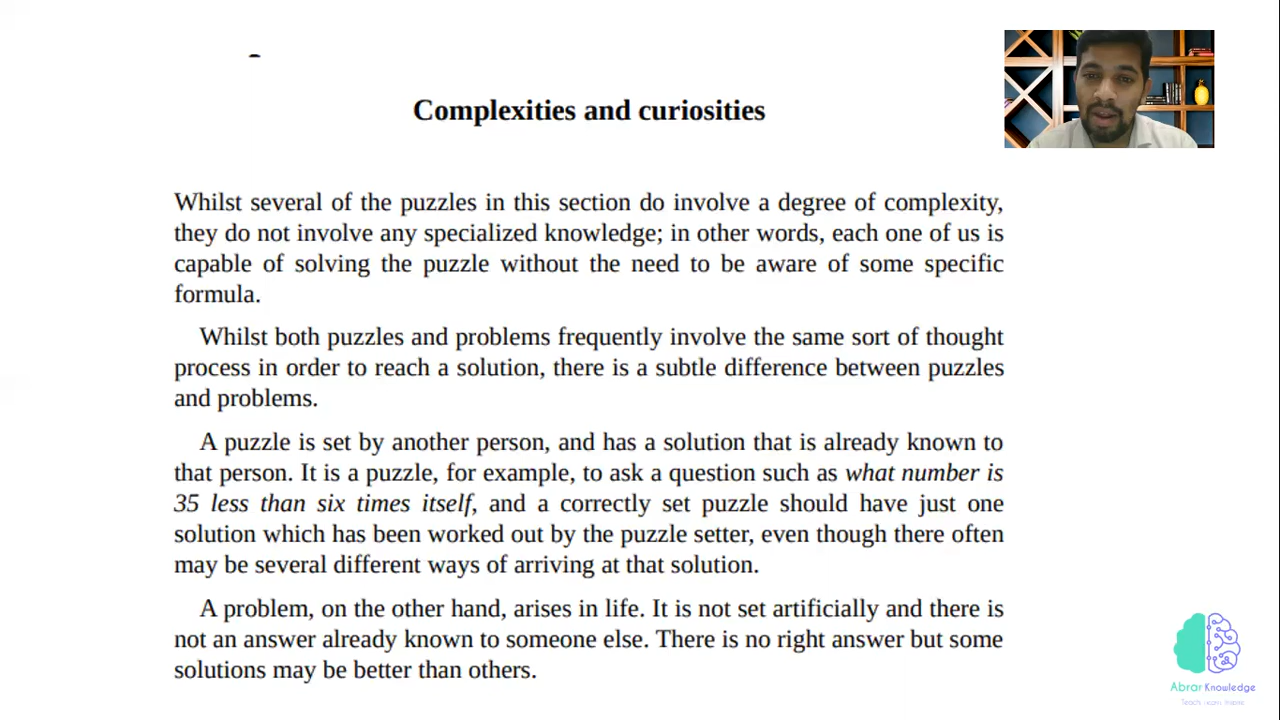 Complexities and curiosities
Whilst several of the puzzles in this section do involve a degree of complexity,
they do not involve any specialized knowledge; in other words, each one of us is
capable of solving the puzzle without the need to be aware of some specific
formula.
Whilst both puzzles and problems frequently involve the same sort of thought
process in order to reach a solution, there is a subtle difference between puzzles
and problems.
A puzzle is set by another person, and has a solution that is already known to
that person. It is a puzzle, for example, to ask a question such as what number is
35 less than six times itself, and a correctly set puzzle should have just one
solution which has been worked out by the puzzle setter, even though there often
may be several different ways of arriving at that solution.
A problem, on the other hand, arises in life. It is not set artificially and there is
not an answer already known to someone else. There is no right answer but some
solutions may be better than others.
Abrar Knowledge